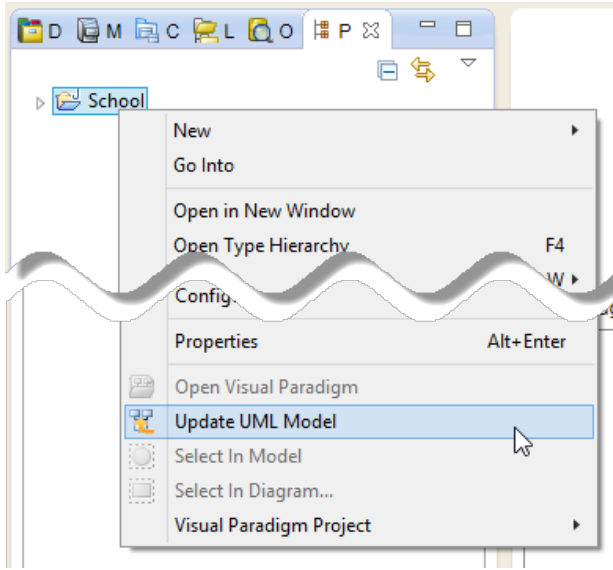 D M C L O P
School
New
Go Into
Open in New Window
Open Type Hierarchy F4
W
Config
Properties Alt+Enter
Open Visual Paradigm
Update UML Model
Select In Model
Select In Diagram...
Visual Paradigm Project